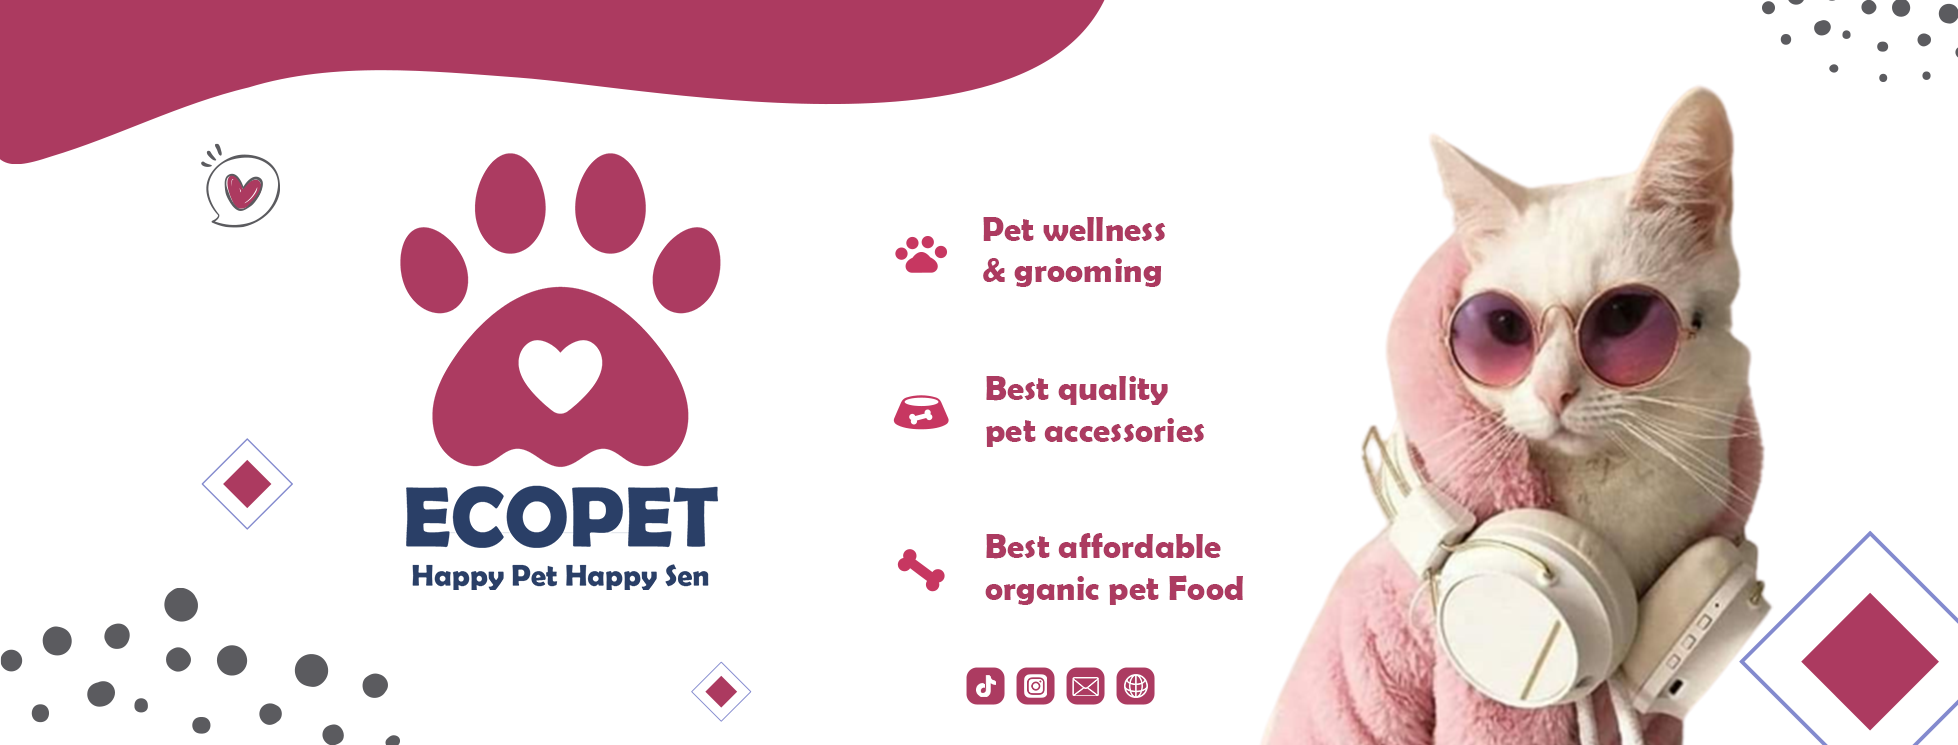 ECOPET
Happy Pet Happy Sen
Pet wellness
& grooming
Best quality
pet accessories
Best affordable
organic pet Food